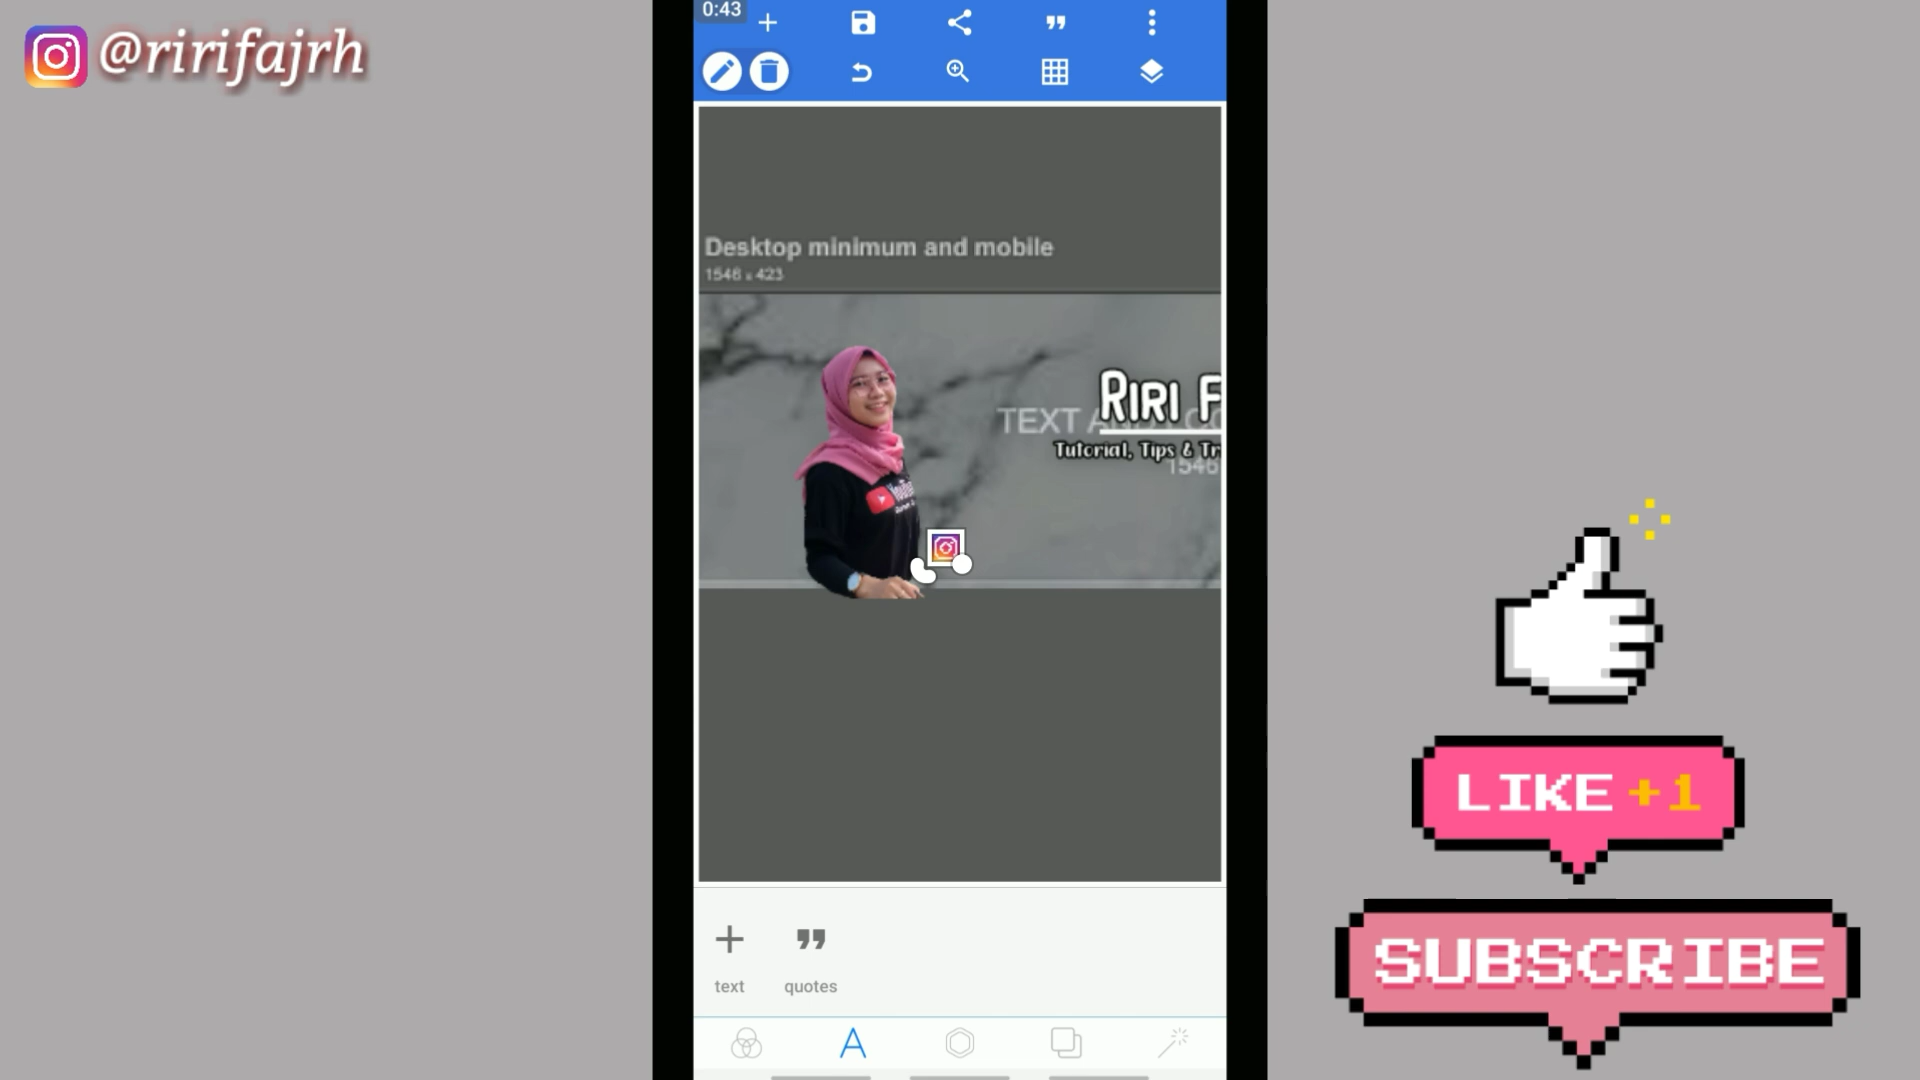 @ririfajrh
0:43
Desktop minimum and mobile
1546 x 423
RIRI F
TEXT A
Tutorial, Tips & Tr
1546
text
quotes
LIKE +1
SUBSCRIBE